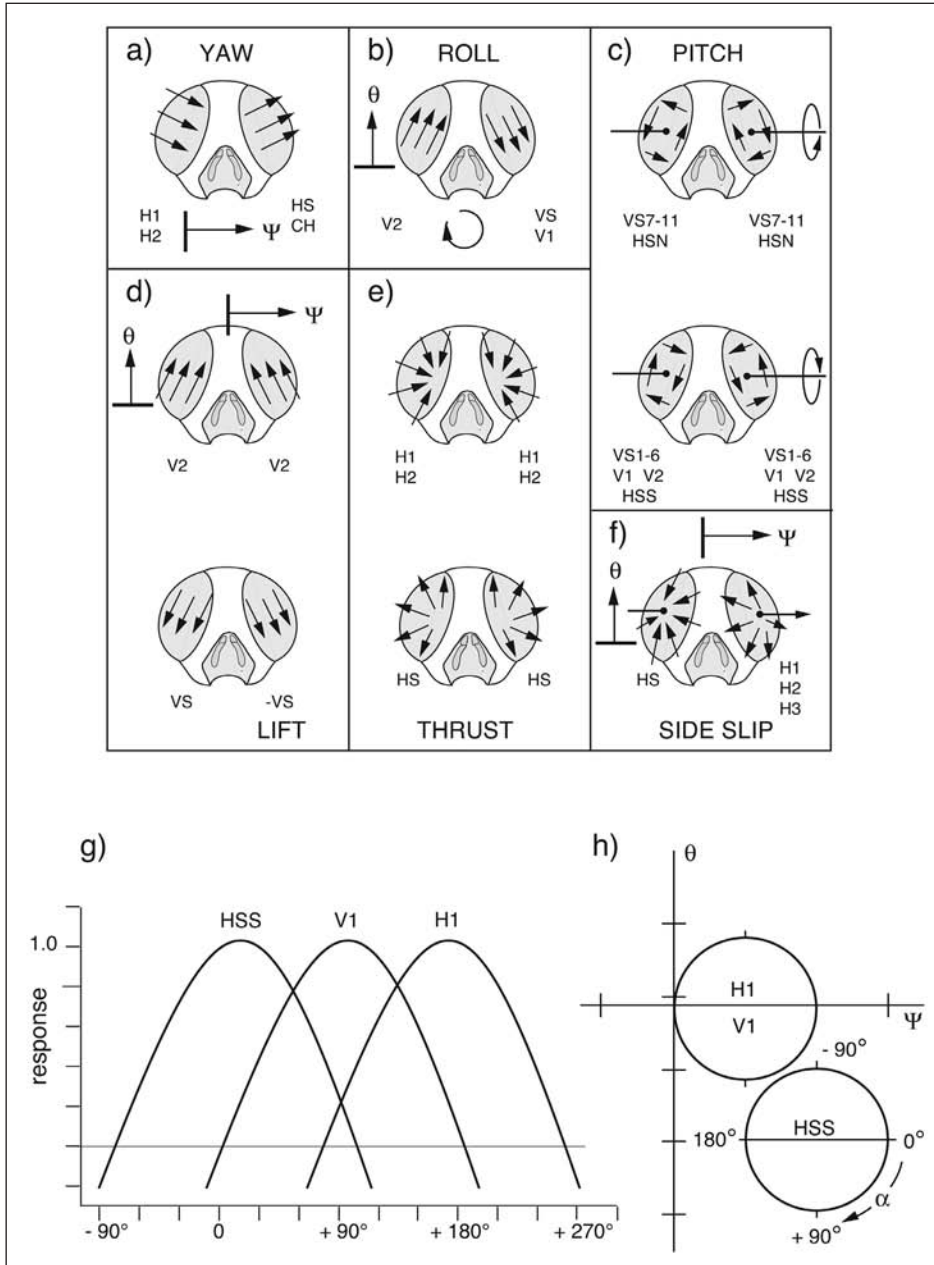 a) YAW
H1
H2
Ψ
HS
CH
b) ROLL
θ
V2
VS
V1
c) PITCH
VS7-11
HSN
VS7-11
HSN
VS1-6
V1 V2
HSS
VS1-6
V1 V2
HSS
d)
Ψ
θ
V2
V2
VS
-VS
LIFT
e)
H1
H2
H1
H2
HS
HS
THRUST
f)
Ψ
θ
HS
H1
H2
H3
SIDE SLIP
g)
HSS
V1
H1
1.0
response
- 90°
0
+ 90°
+ 180°
+ 270°
h)
θ
H1
V1
Ψ
- 90°
HSS
180°
0°
α
+ 90°